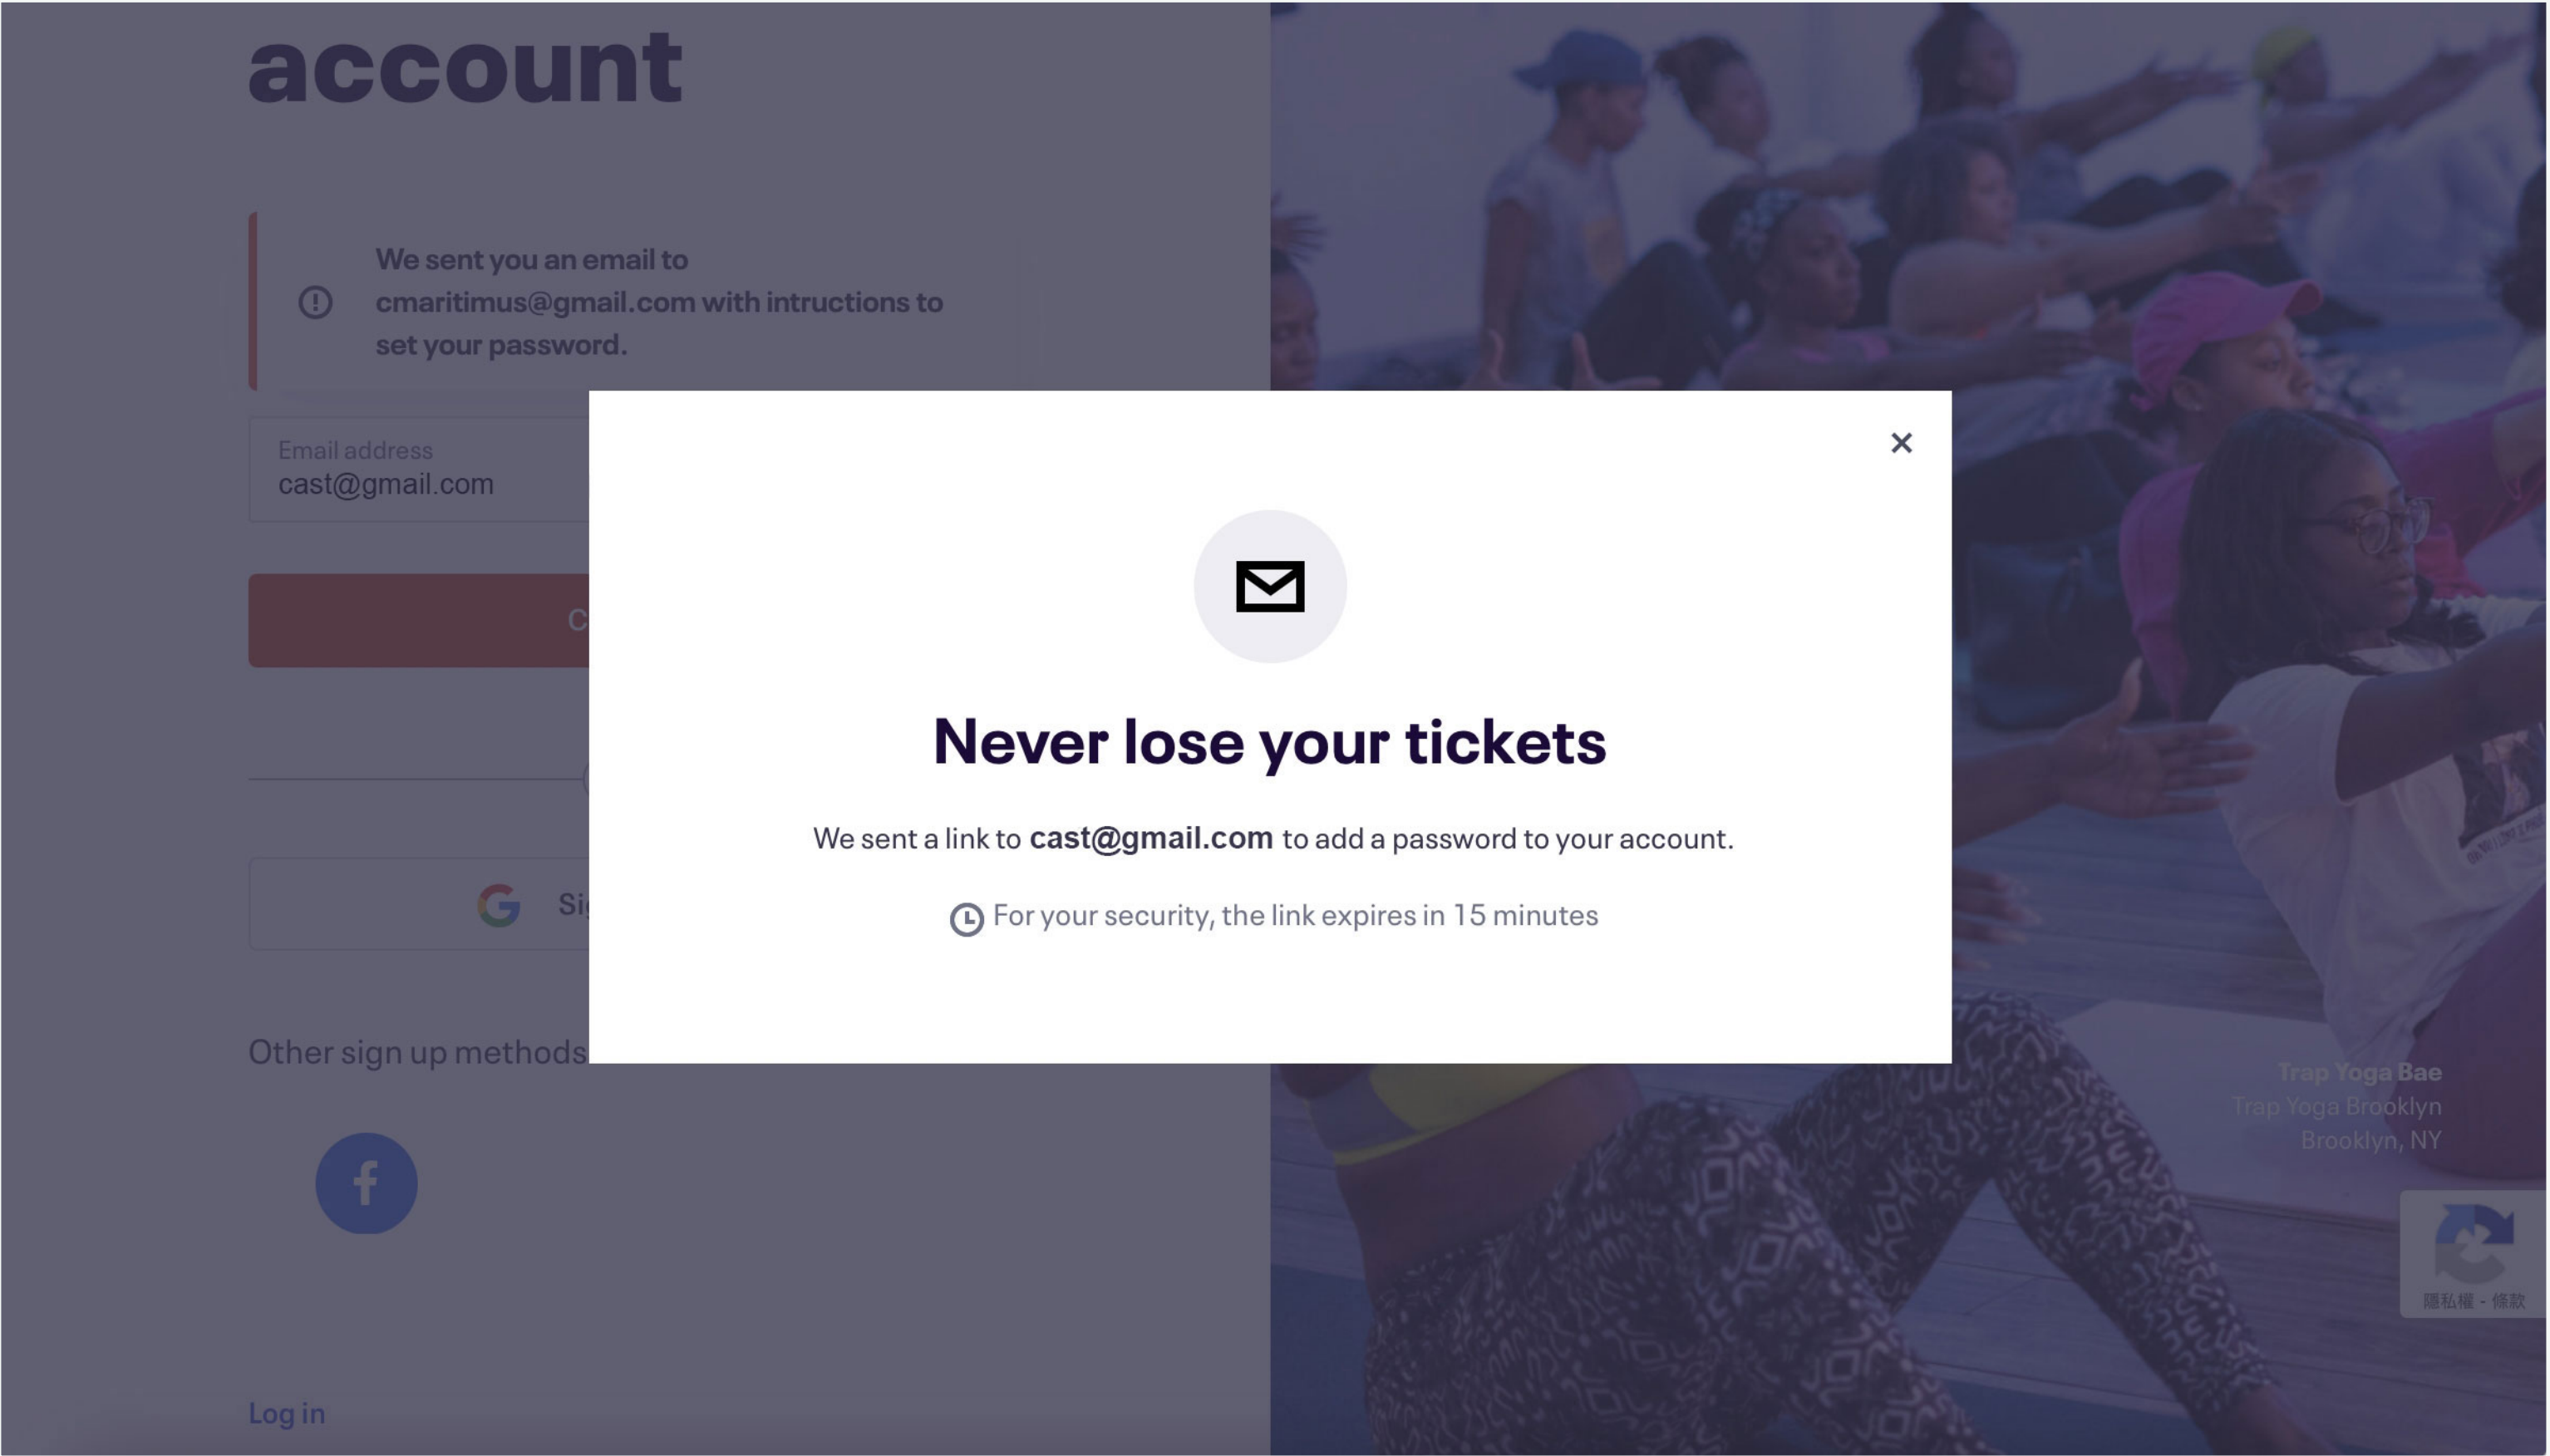 account
We sent you an email to
cmaritimus@gmail.com with intructions to
set your password.
Email address
cast@gmail.com
Never lose your tickets
We sent a link to cast@gmail.com to add a password to your account.
For your security, the link expires in 15 minutes
Other sign up methods
Log in
Trap Yoga Bae
Trap Yoga Brooklyn
Brooklyn, NY
隱私權 - 條款